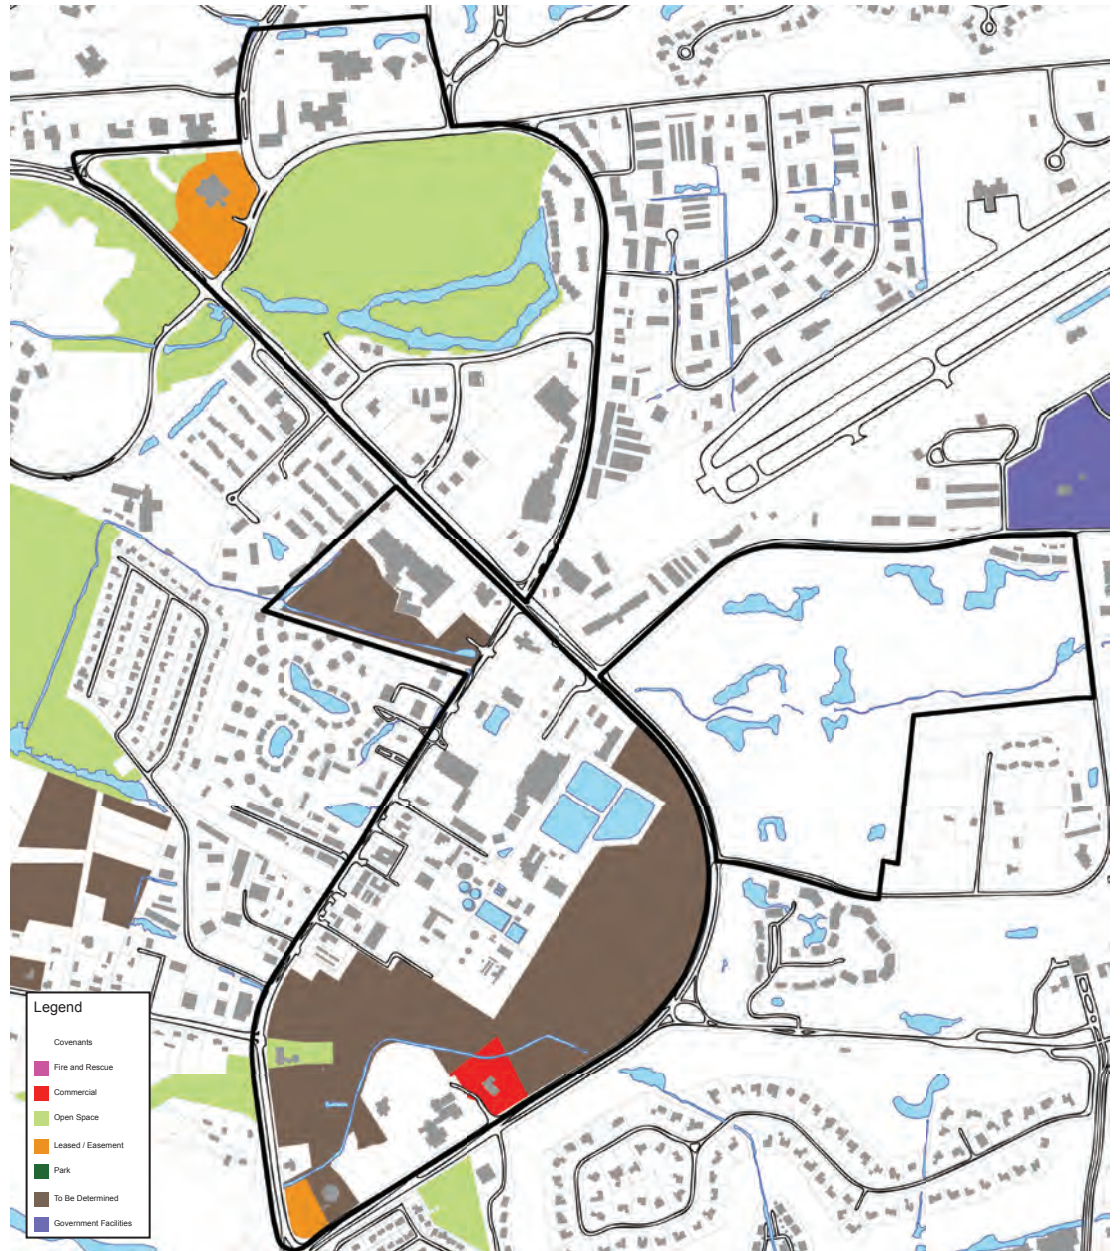 Legend
Covenants
Fire and Rescue
Commercial
Open Space
Leased / Easement
Park
To Be Determined
Government Facilities